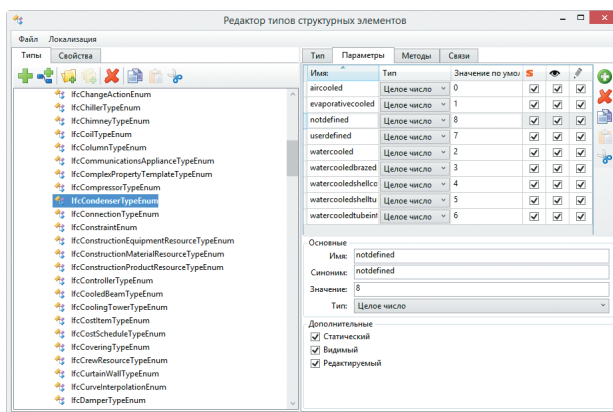 Редактор типов структурных элементов
Файл Локализация
Типы Свойства
IfcChangeActionEnum
IfcChillerTypeEnum
IfcChimneyTypeEnum
IfcCoilTypeEnum
IfcColumnTypeEnum
IfcCommunicationsApplianceTypeEnum
IfcComplexPropertyTemplateTypeEnum
IfcCompressorTypeEnum
IfcCondenserTypeEnum
IfcConnectionTypeEnum
IfcConstraintEnum
IfcConstructionEquipmentResourceTypeEnum
IfcConstructionMaterialResourceTypeEnum
IfcConstructionProductResourceTypeEnum
IfcControllerTypeEnum
IfcCooledBeamTypeEnum
IfcCoolingTowerTypeEnum
IfcCostItemTypeEnum
IfcCostScheduleTypeEnum
IfcCoveringTypeEnum
IfcCrewResourceTypeEnum
IfcCurtainWallTypeEnum
IfcCurveInterpolationEnum
IfcDamperTypeEnum
Тип Параметры Методы Связи
Имя: Тип Значение по умол S
aircooled Целое число 0
evaporativecooled Целое число 1
notdefined Целое число 8
userdefined Целое число 7
watercooled Целое число 2
watercooledbrazed Целое число 3
watercooledshellco Целое число 4
watercooledshelltu Целое число 5
watercooledtubeint Целое число 6
Основные
Имя: notdefined
Синоним: notdefined
Значение: 8
Тип: Целое число
Дополнительные
Статический
Видимый
Редактируемый